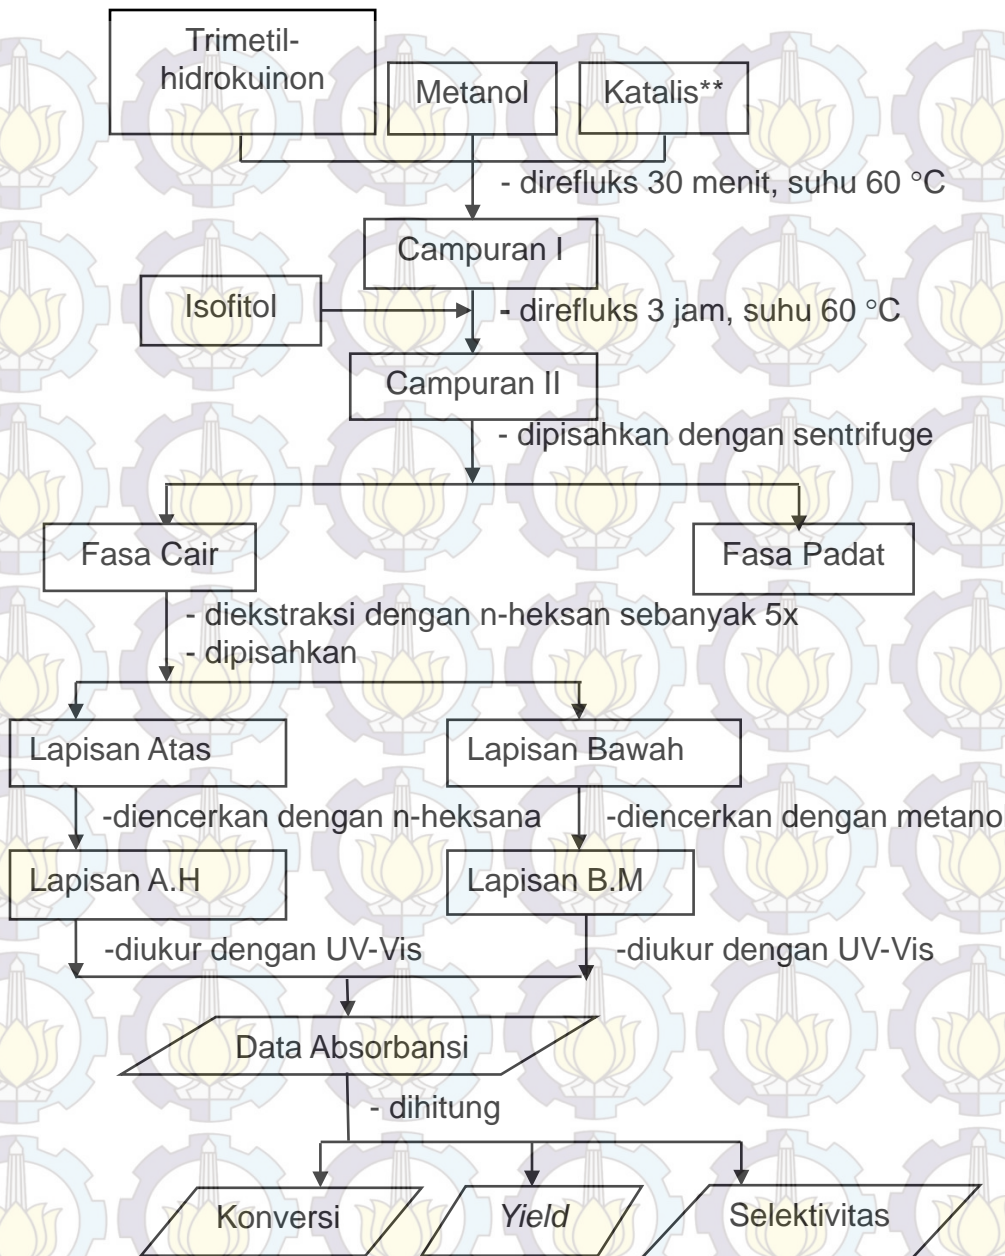 Trimetil-
hidrokuinon
Metanol
Katalis**
- direfluks 30 menit, suhu 60 °C
Campuran I
Isofitol
- direfluks 3 jam, suhu 60 °C
Campuran II
- dipisahkan dengan sentrifuge
Fasa Cair
Fasa Padat
- diekstraksi dengan n-heksan sebanyak 5x
- dipisahkan
Lapisan Atas
Lapisan Bawah
-diencerkan dengan n-heksana
-diencerkan dengan metano
Lapisan A.H
Lapisan B.M
-diukur dengan UV-Vis
-diukur dengan UV-Vis
Data Absorbansi
- dihitung
Konversi
Yield
Selektivitas